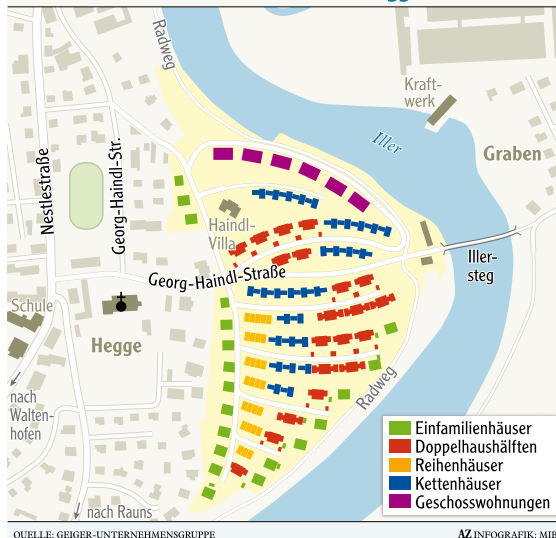 Radweg
Kraft-
werk
Iller
Graben
Nestlestraße
Georg-Haindl-Str.
Haindl-
Villa
Georg-Haindl-Straße
Iller-
steg
Schule
Hegge
Radweg
nach
Walten-
hofen
nach Rauns
Einfamilienhäuser
Doppelhaushälften
Reihenhäuser
Kettenhäuser
Geschosswohnungen
QUELLE: GEIGER-UNTERNEHMENSGRUPPE
AZ INFOGRAFIK: MIB